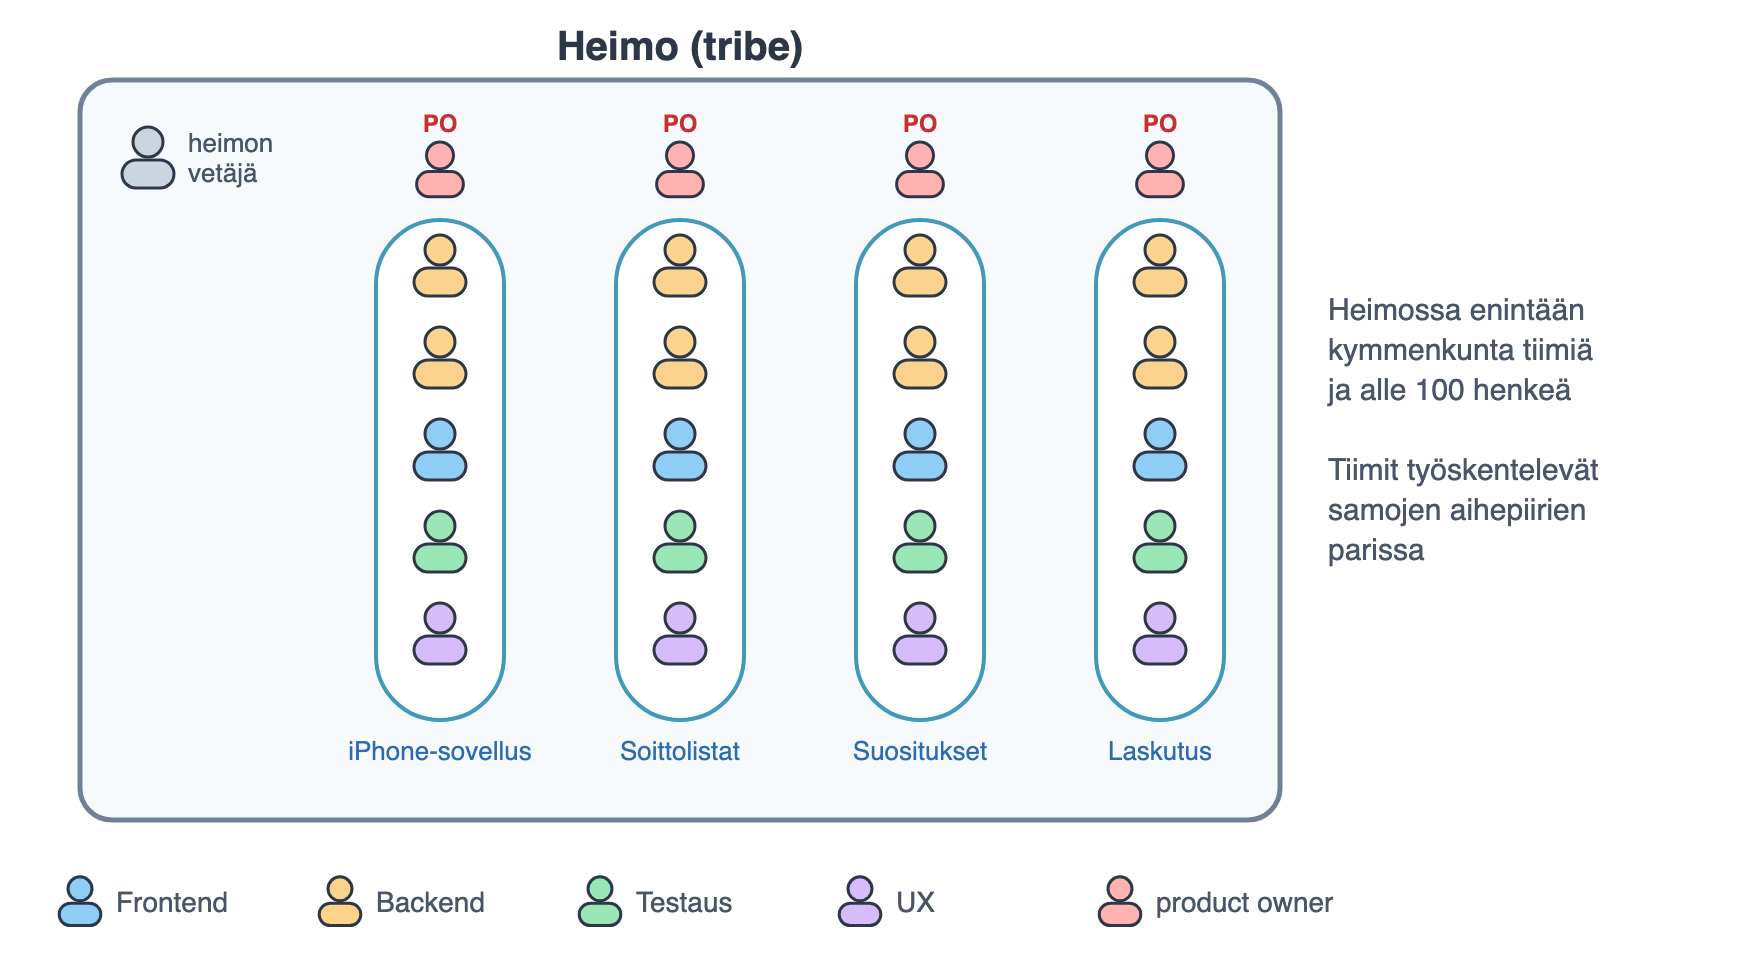 Heimo (tribe)
heimon
vetäjä
PO
PO
PO
PO
iPhone-sovellus
Soittolistat
Suositukset
Laskutus
Heimossa enintään
kymmenkunta tiimiä
ja alle 100 henkeä
Tiimit työskentelevät
samojen aihepiirien
parissa
Frontend
Backend
Testaus
UX
product owner